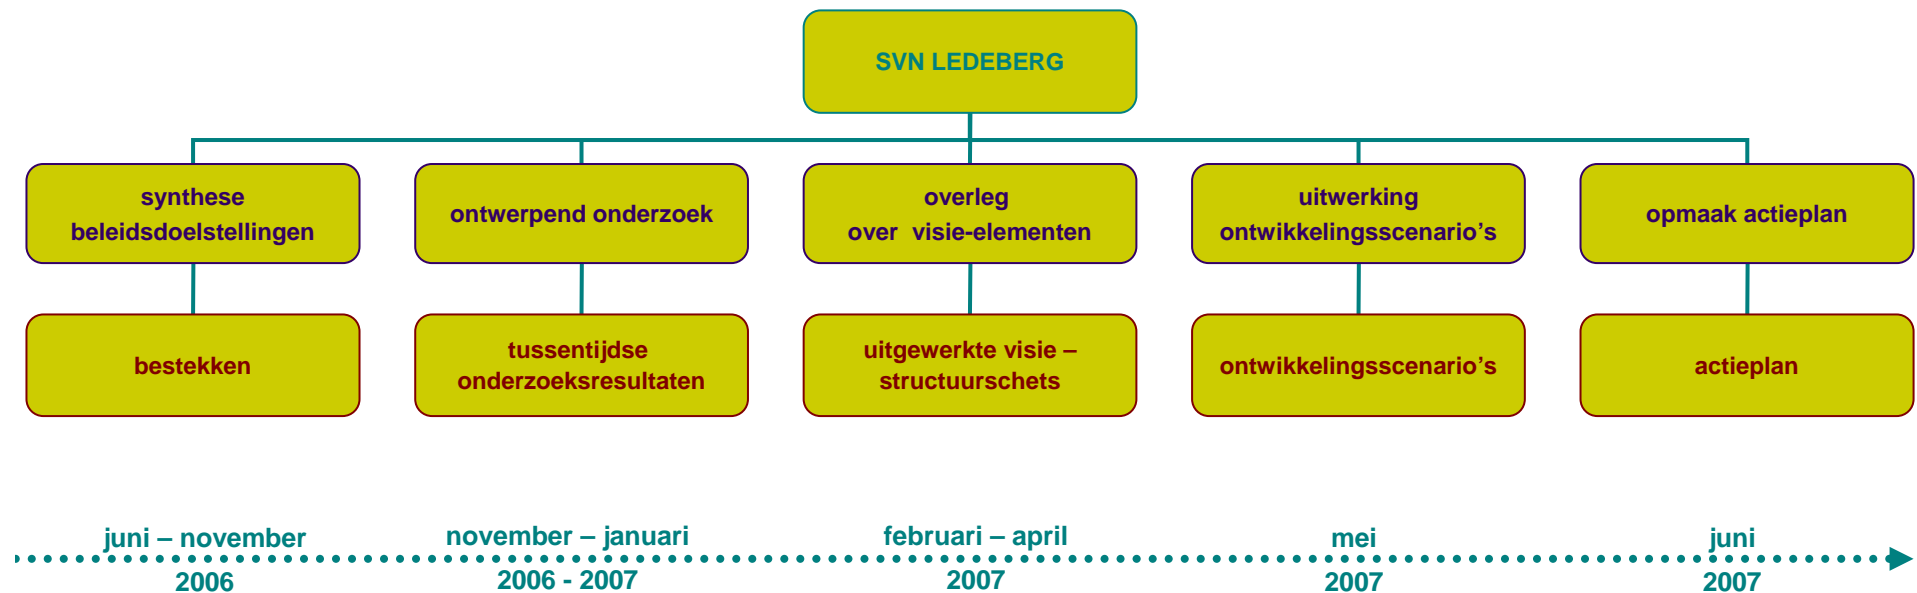 SVN LEDEBERG
synthese
beleidsdoelstellingen
ontwerpend onderzoek
overleg
over visie-elementen
uitwerking
ontwikkelingsscenario’s
opmaak actieplan
bestekken
tussentijdse
onderzoeksresultaten
uitgewerkte visie –
structuurschets
ontwikkelingsscenario’s
actieplan
juni – november
2006
november – januari
2006 - 2007
februari – april
2007
mei
2007
juni
2007